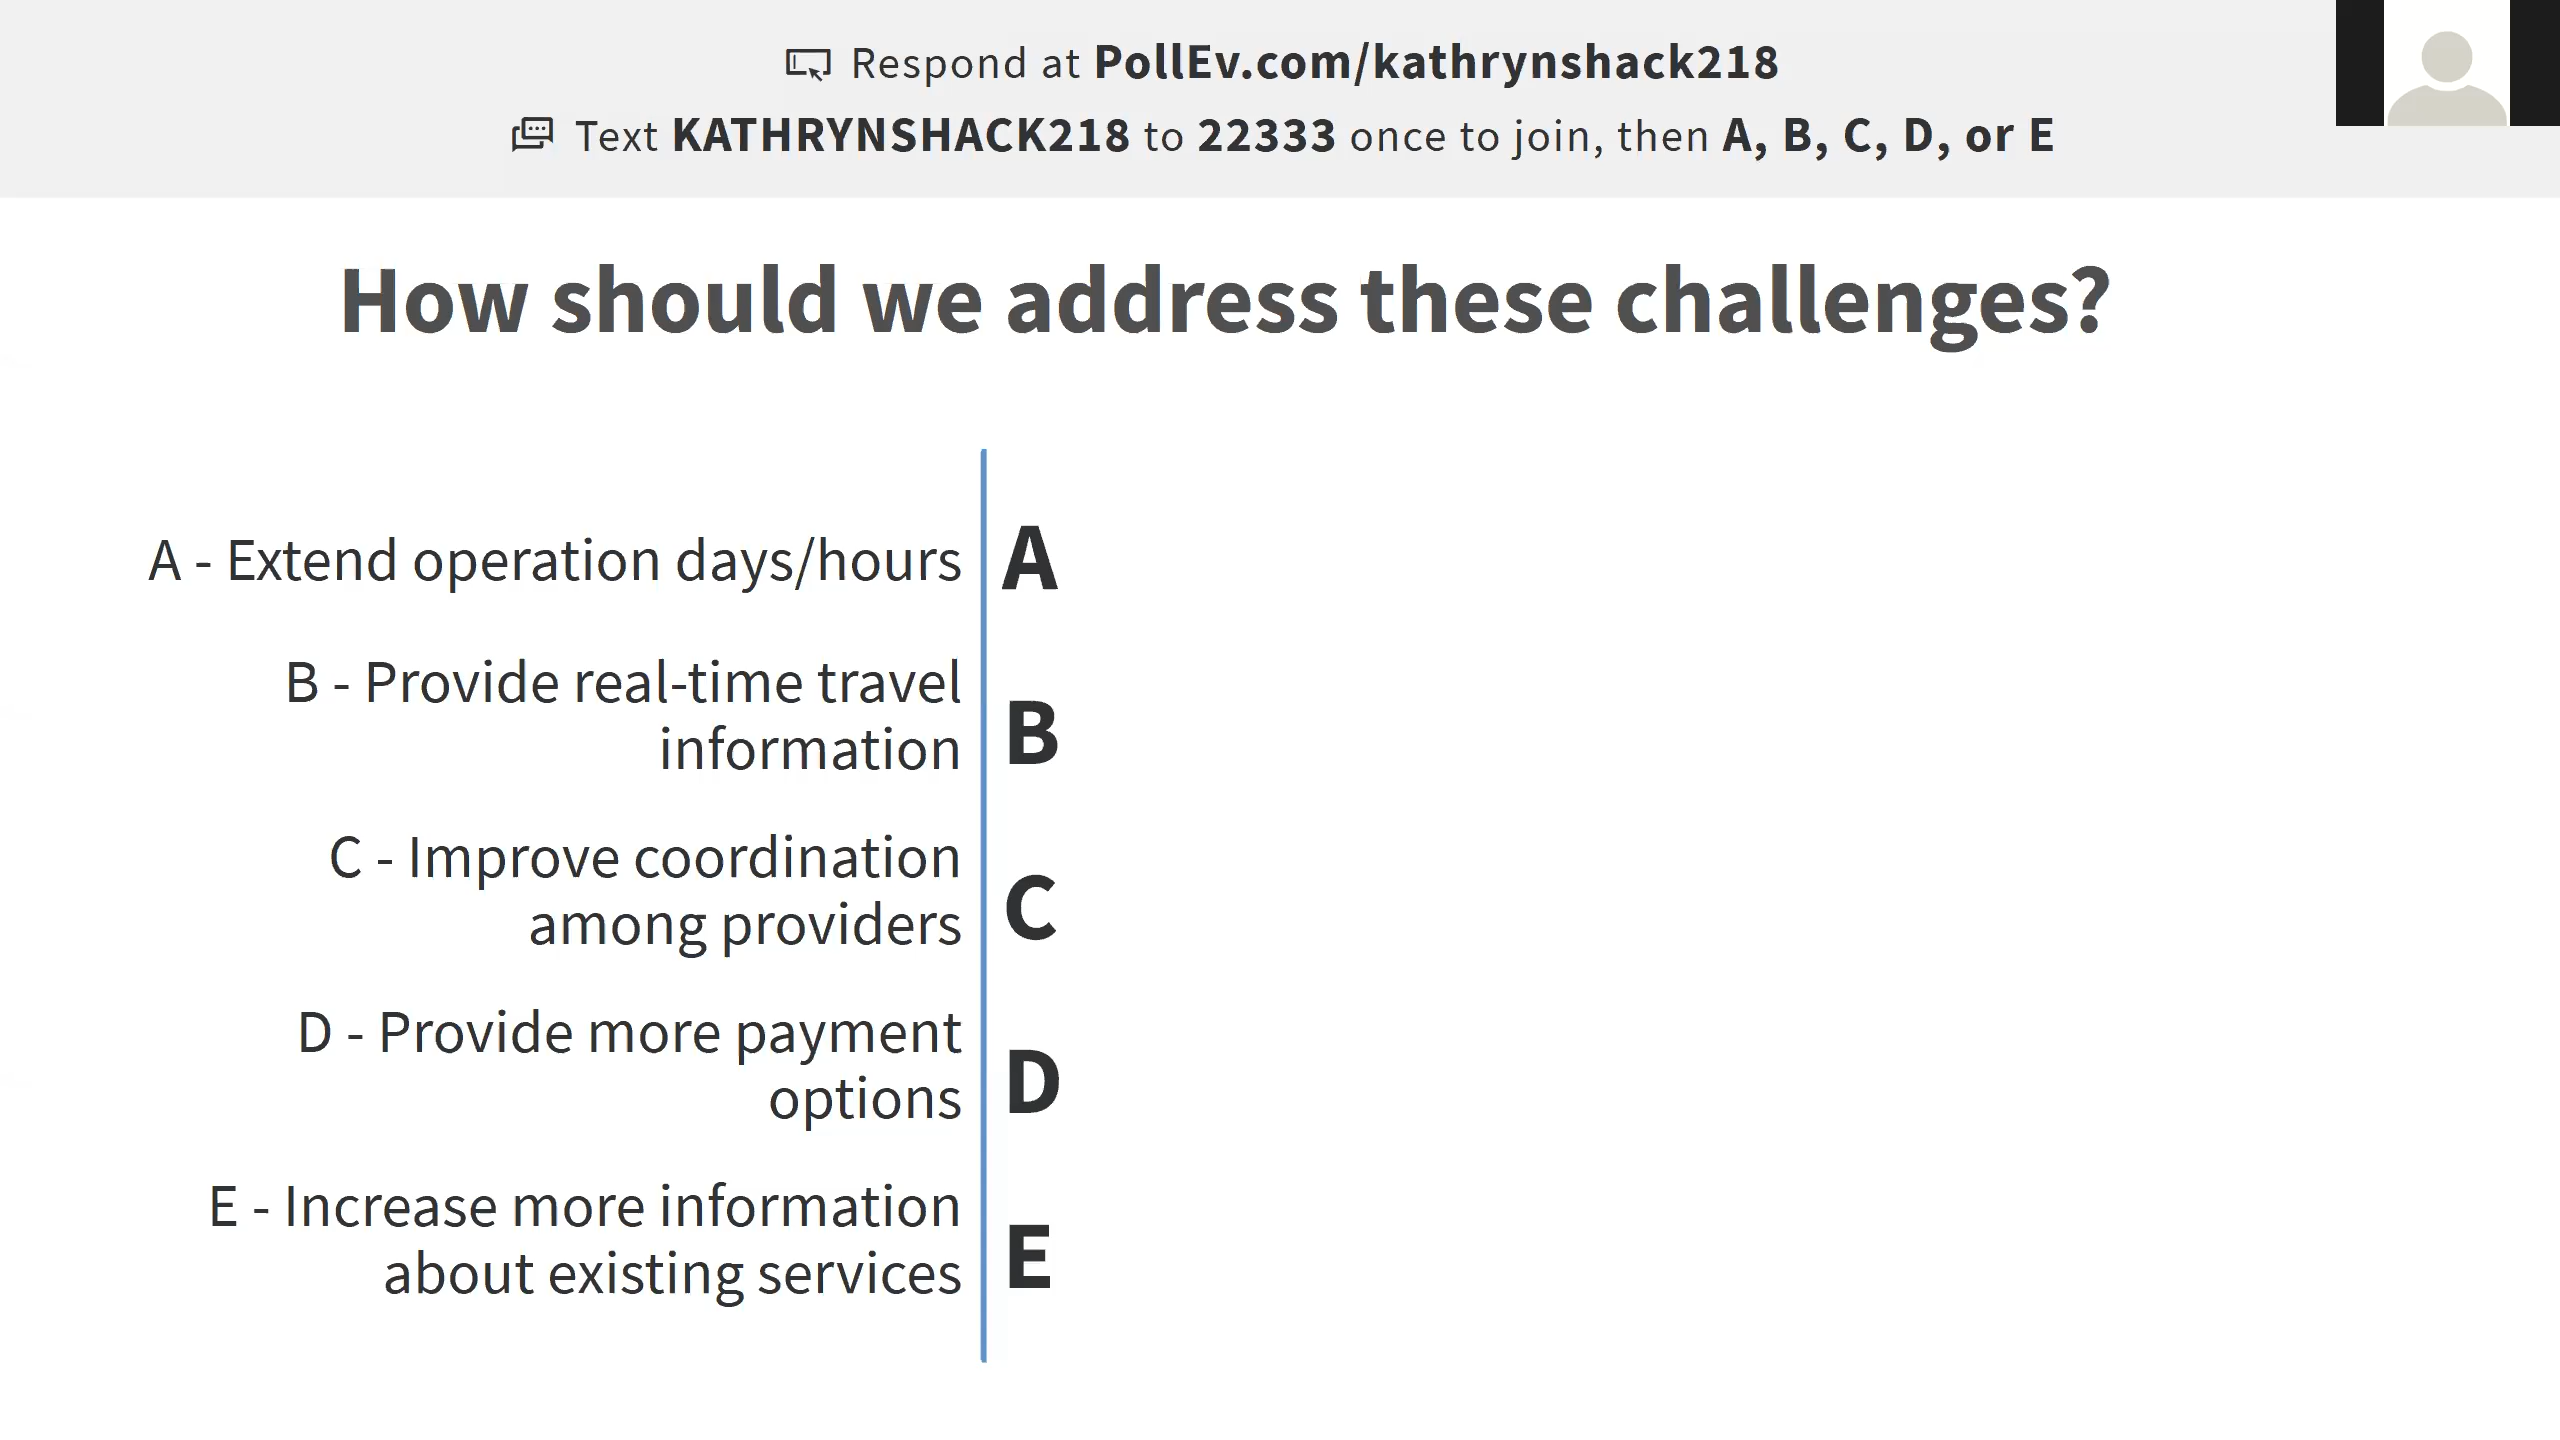 Respond at PollEv.com/kathrynshack218
Text KATHRYNSHACK218 to 22333 once to join, then A, B, C, D, or E
How should we address these challenges?
A - Extend operation days/hours
A
B - Provide real-time travel
information
B
C - Improve coordination
among providers
C
D - Provide more payment
options
D
E - Increase more information
about existing services
E